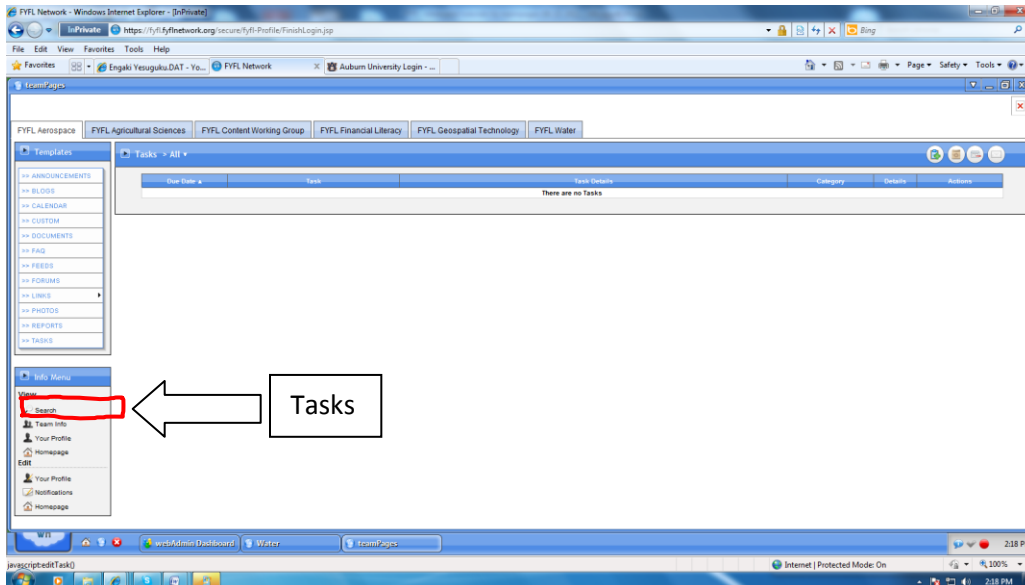 FYFL Network - Windows Internet Explorer - [InPrivate]
InPrivate https://fyfl.fyflnetwork.org/secure/fyfl-Profile/FinishLogin.jsp Bing
File Edit View Favorites Tools Help
Favorites Engaki Yesuguku.DAT - Yo... FYFL Network Auburn University Login - ... Page Safety Tools
teamPages
FYFL Aerospace FYFL Agricultural Sciences FYFL Content Working Group FYFL Financial Literacy FYFL Geospatial Technology FYFL Water
Templates
>> ANNOUNCEMENTS
>> BLOGS
>> CALENDAR
>> CUSTOM
>> DOCUMENTS
>> FAQ
>> FEEDS
>> FORUMS
>> LINKS
>> PHOTOS
>> REPORTS
>> TASKS
Tasks > All
Due Date Task Task Details Category Details Actions
There are no Tasks
Info Menu
View
Search
Team Info
Your Profile
Homepage
Edit
Your Profile
Notifications
Homepage
Tasks
wn webAdmin Dashboard Water teamPages 2:18 P
javascript:editTask() Internet | Protected Mode: On 100%
2:18 PM